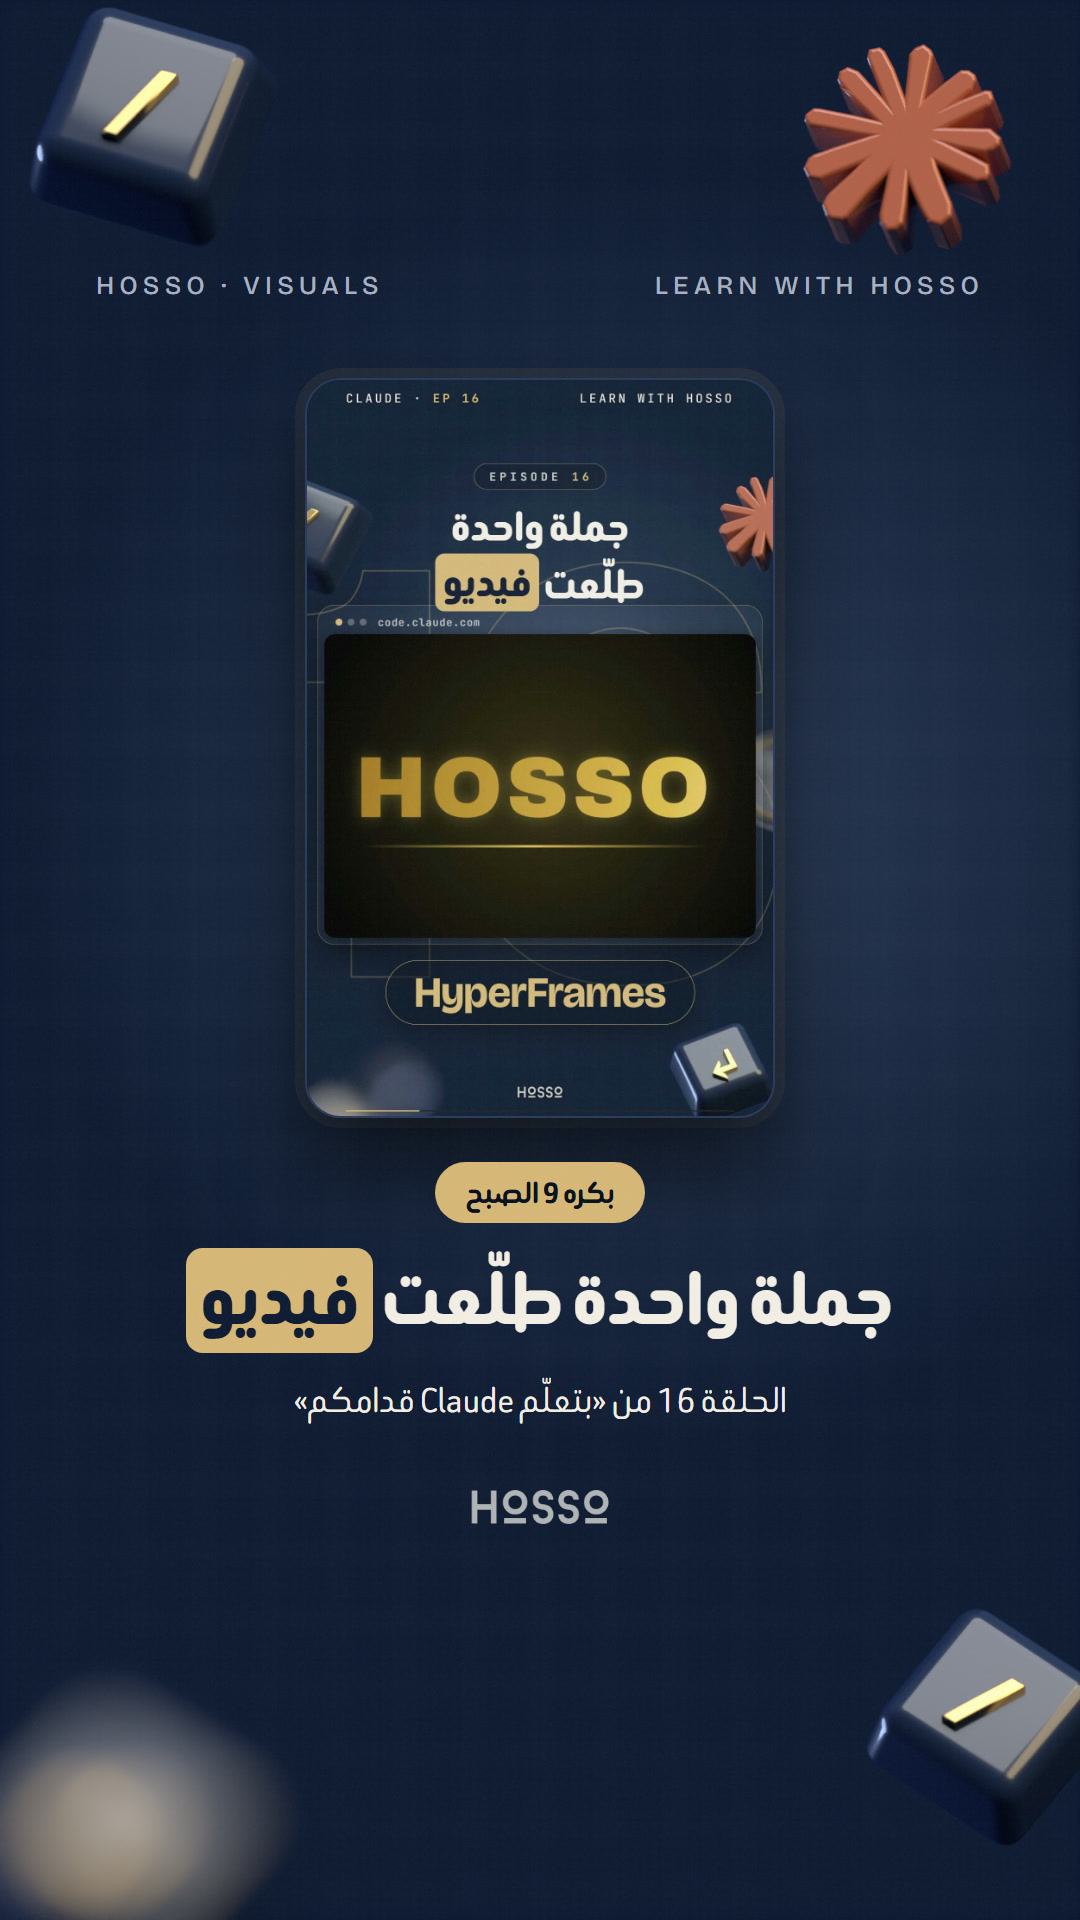 HOSSO · VISUALS
LEARN WITH HOSSO
CLAUDE · EP 16
LEARN WITH HOSSO
EPISODE 16
جملة واحدة
طلّعت فيديو
code.claude.com
HOSSO
HyperFrames
HOSSO
بكره 9 الصبح
جملة واحدة طلّعت فيديو
الحلقة 16 من «بتعلّم Claude قدامكم»
HOSSO